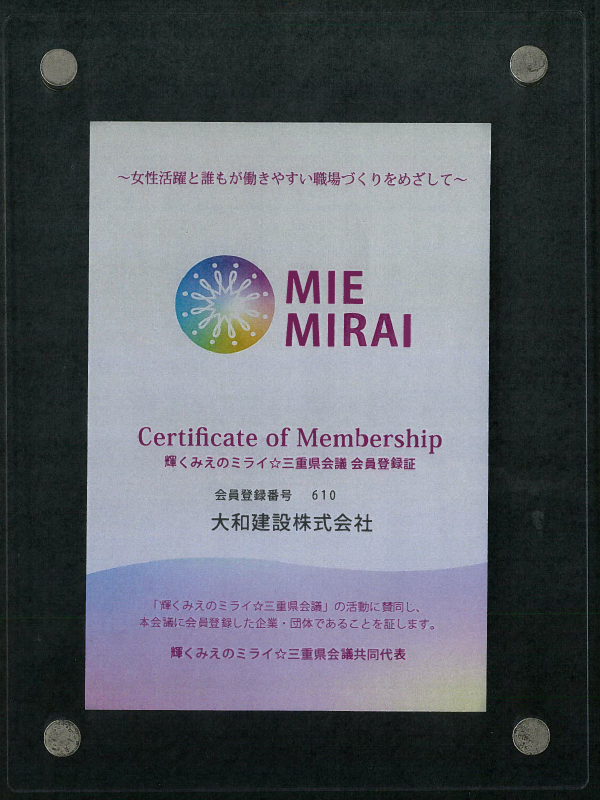 ～女性活躍と誰もが働きやすい職場づくりをめざして～
MIE
MIRAI
Certificate of Membership
輝くみえのミライ☆三重県会議 会員登録証
会員登録番号　610
大和建設株式会社
「輝くみえのミライ☆三重県会議」の活動に賛同し、
本会議に会員登録した企業・団体であることを証します。
輝くみえのミライ☆三重県会議共同代表